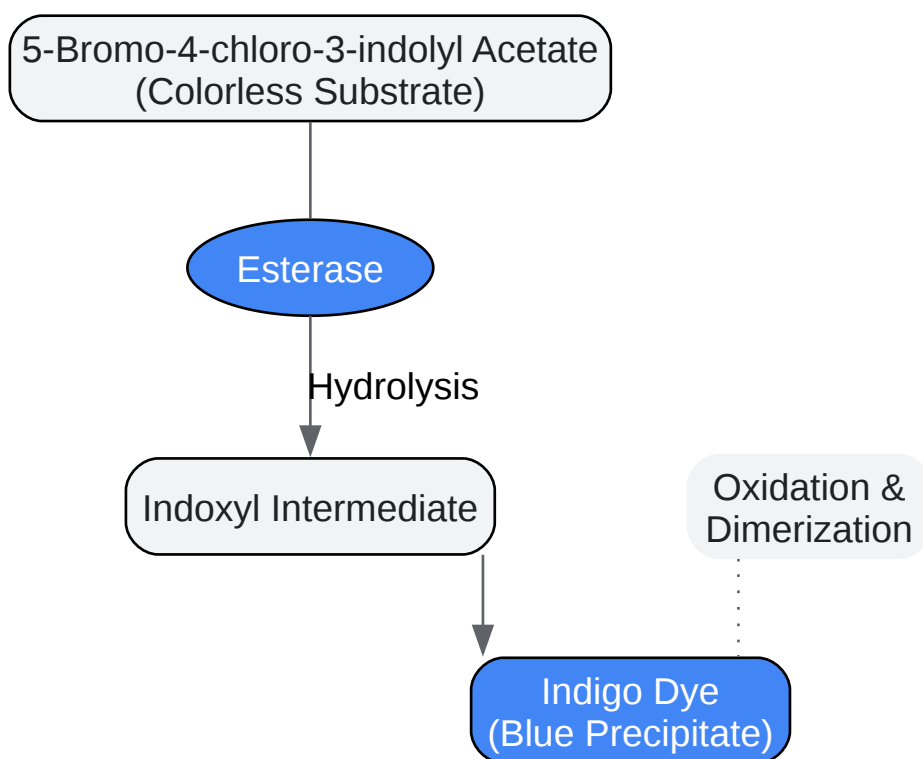 5-Bromo-4-chloro-3-indolyl Acetate
(Colorless Substrate)
Esterase
Hydrolysis
Indoxyl Intermediate
Oxidation &
Dimerization
Indigo Dye
(Blue Precipitate)